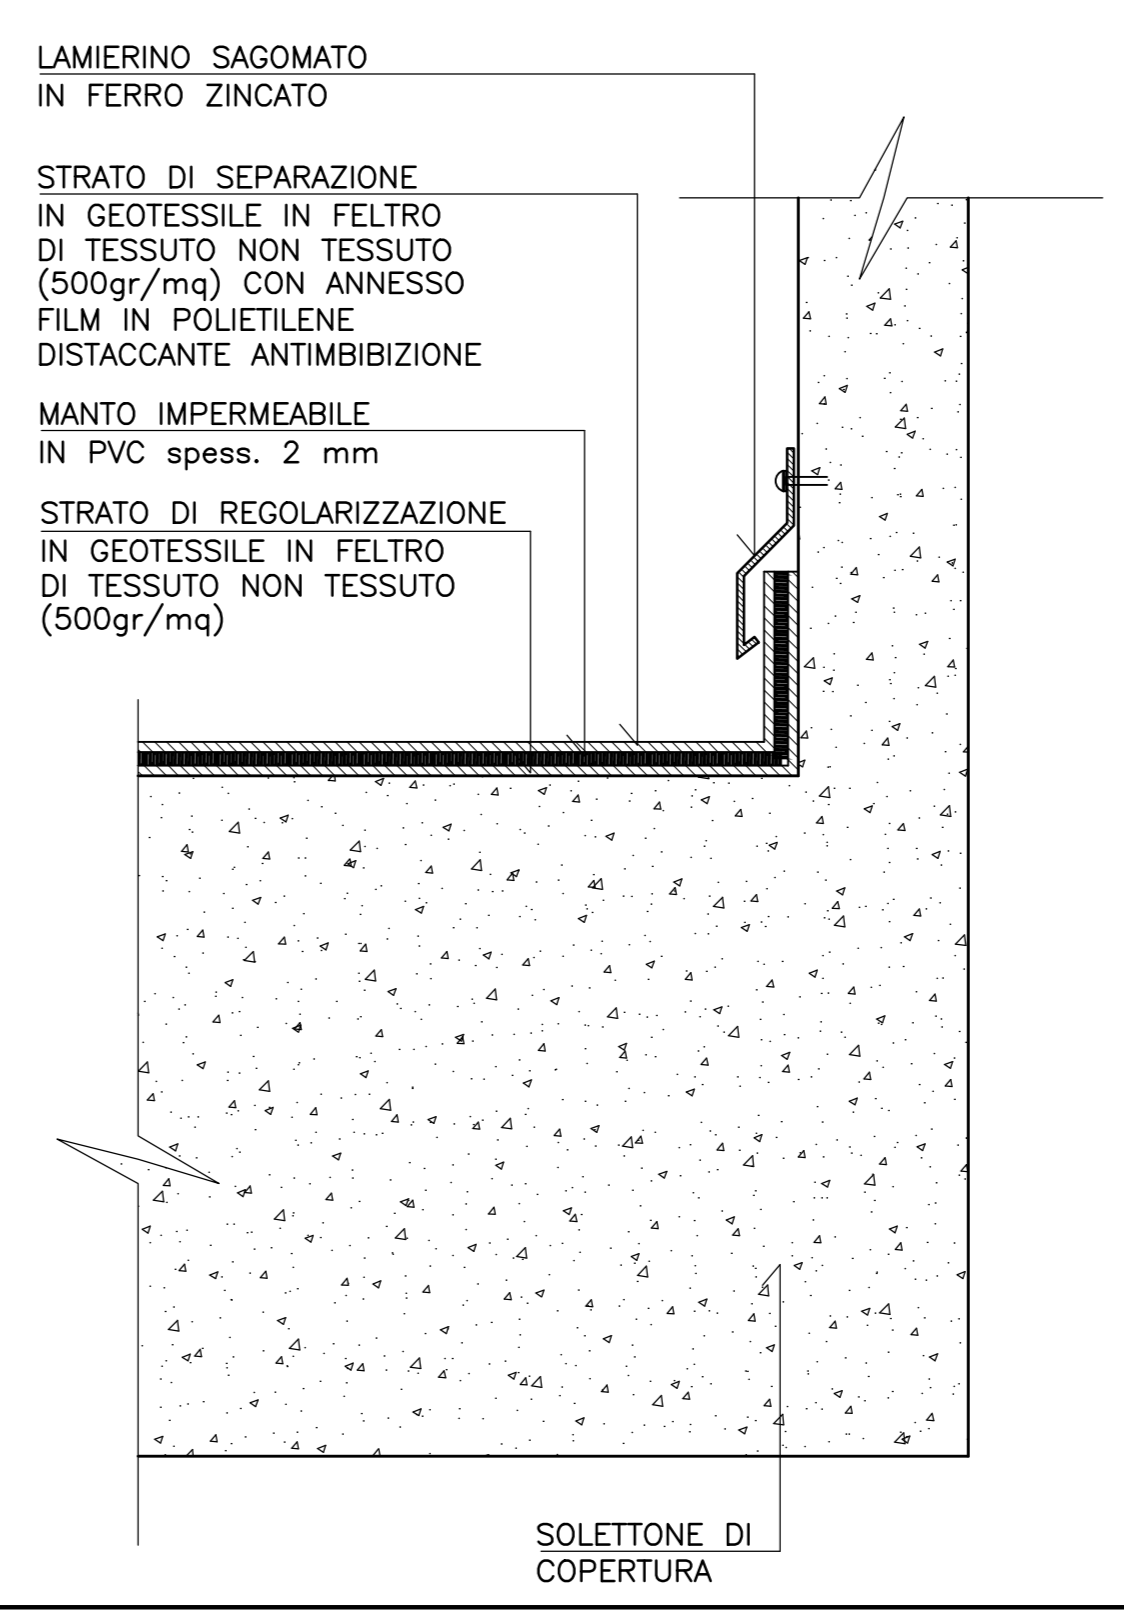 LAMIERINO SAGOMATO
IN FERRO ZINCATO
STRATO DI SEPARAZIONE
IN GEOTESSILE IN FELTRO
DI TESSUTO NON TESSUTO
(500gr/mq) CON ANNESSO
FILM IN POLIETILENE
DISTACCANTE ANTIMBIBIZIONE
MANTO IMPERMEABILE
IN PVC spess. 2 mm
STRATO DI REGOLARIZZAZIONE
IN GEOTESSILE IN FELTRO
DI TESSUTO NON TESSUTO
(500gr/mq)
SOLETTONE DI
COPERTURA